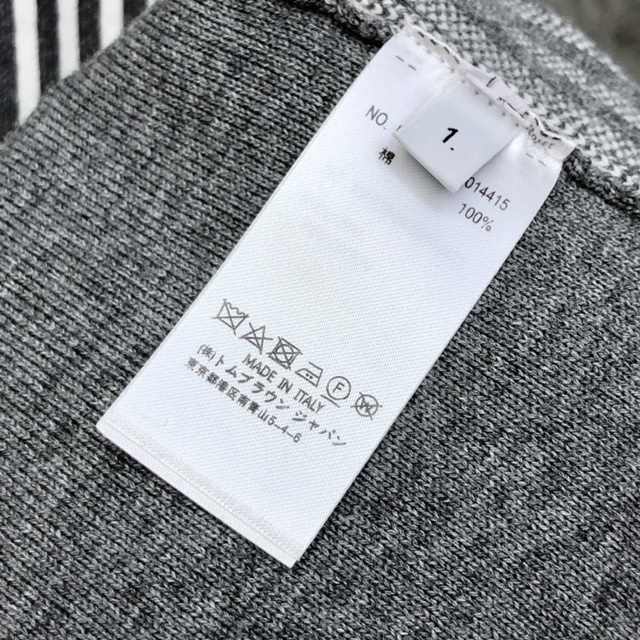 1.
NO.
014415
棉 100%
MADE IN ITALY
(株)トムブラウン ジャパン
東京都港区南青山5-4-6